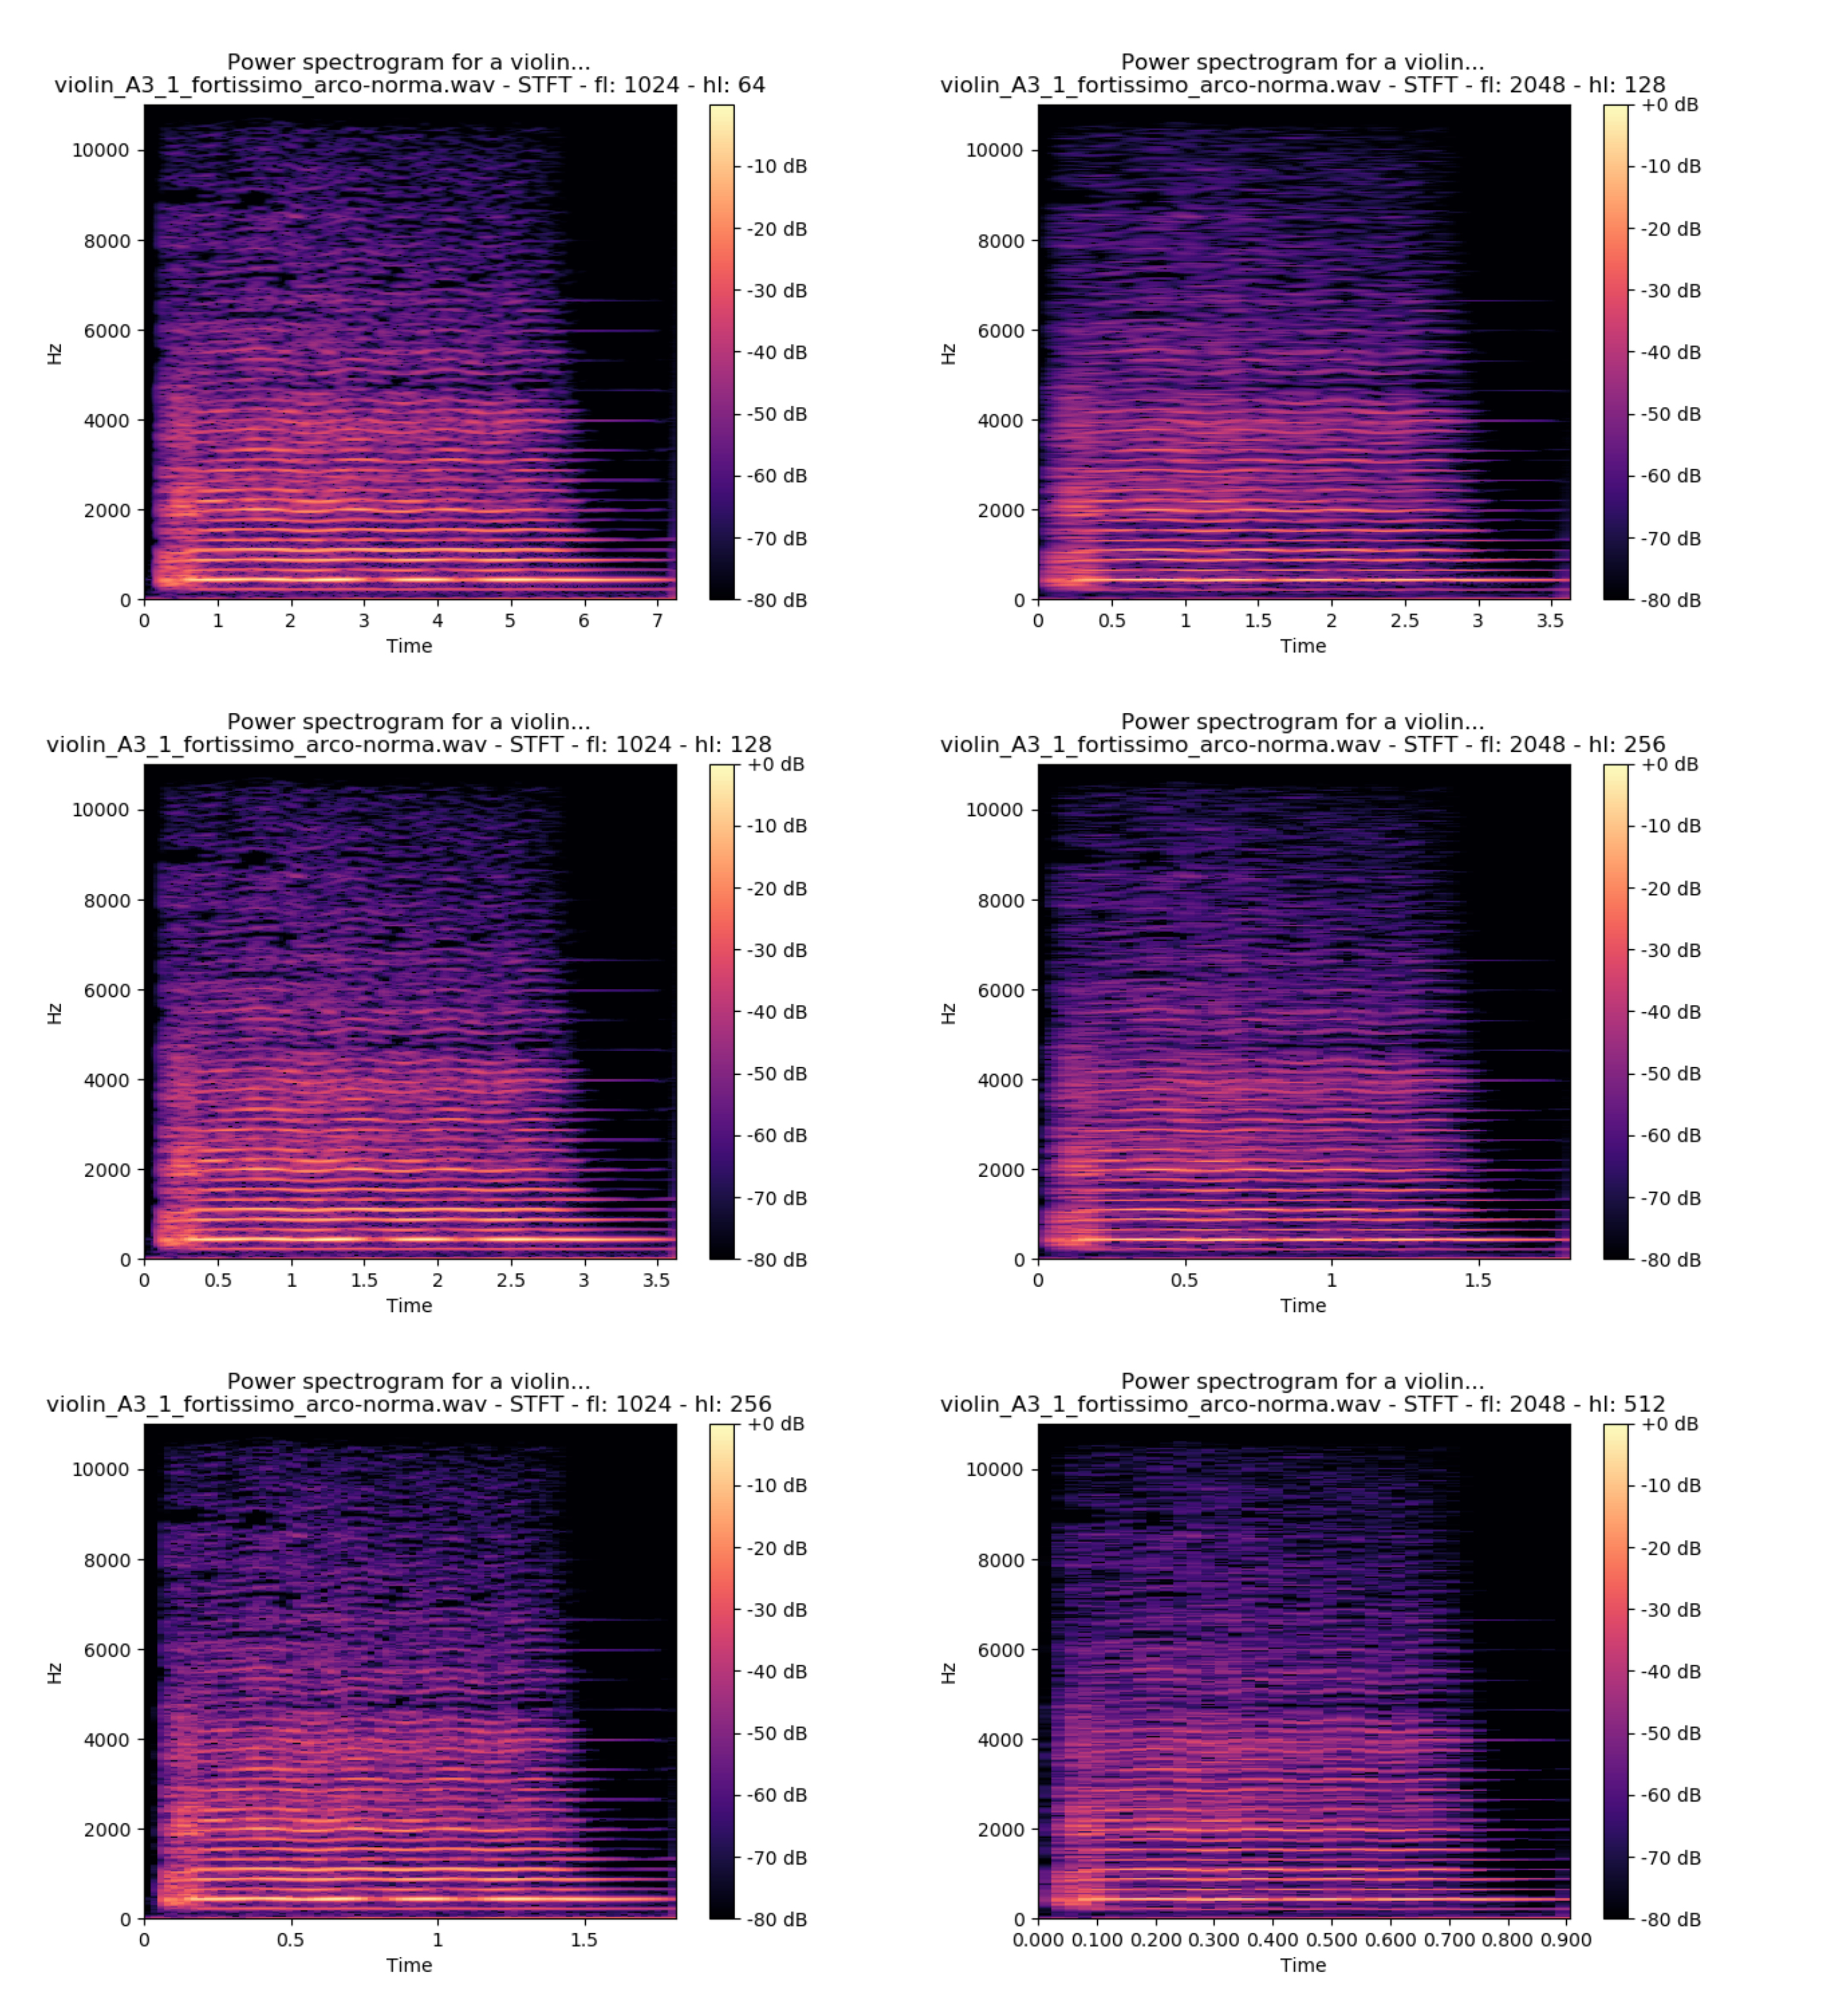 Power spectrogram for a violin...
violin_A3_1_fortissimo_arco-norma.wav - STFT - fl: 1024 - hl: 64
10000
8000
6000
4000
2000
0
Hz
0 1 2 3 4 5 6 7
Time
-10 dB
-20 dB
-30 dB
-40 dB
-50 dB
-60 dB
-70 dB
-80 dB
Power spectrogram for a violin...
violin_A3_1_fortissimo_arco-norma.wav - STFT - fl: 2048 - hl: 128
10000
8000
6000
4000
2000
0
Hz
0 0.5 1 1.5 2 2.5 3 3.5
Time
+0 dB
-10 dB
-20 dB
-30 dB
-40 dB
-50 dB
-60 dB
-70 dB
-80 dB
Power spectrogram for a violin...
violin_A3_1_fortissimo_arco-norma.wav - STFT - fl: 1024 - hl: 128
10000
8000
6000
4000
2000
0
Hz
0 0.5 1 1.5 2 2.5 3 3.5
Time
+0 dB
-10 dB
-20 dB
-30 dB
-40 dB
-50 dB
-60 dB
-70 dB
-80 dB
Power spectrogram for a violin...
violin_A3_1_fortissimo_arco-norma.wav - STFT - fl: 2048 - hl: 256
10000
8000
6000
4000
2000
0
Hz
0 0.5 1 1.5
Time
+0 dB
-10 dB
-20 dB
-30 dB
-40 dB
-50 dB
-60 dB
-70 dB
-80 dB
Power spectrogram for a violin...
violin_A3_1_fortissimo_arco-norma.wav - STFT - fl: 1024 - hl: 256
10000
8000
6000
4000
2000
0
Hz
0 0.5 1 1.5
Time
+0 dB
-10 dB
-20 dB
-30 dB
-40 dB
-50 dB
-60 dB
-70 dB
-80 dB
Power spectrogram for a violin...
violin_A3_1_fortissimo_arco-norma.wav - STFT - fl: 2048 - hl: 512
10000
8000
6000
4000
2000
0
Hz
0.000 0.100 0.200 0.300 0.400 0.500 0.600 0.700 0.800 0.900
Time
+0 dB
-10 dB
-20 dB
-30 dB
-40 dB
-50 dB
-60 dB
-70 dB
-80 dB